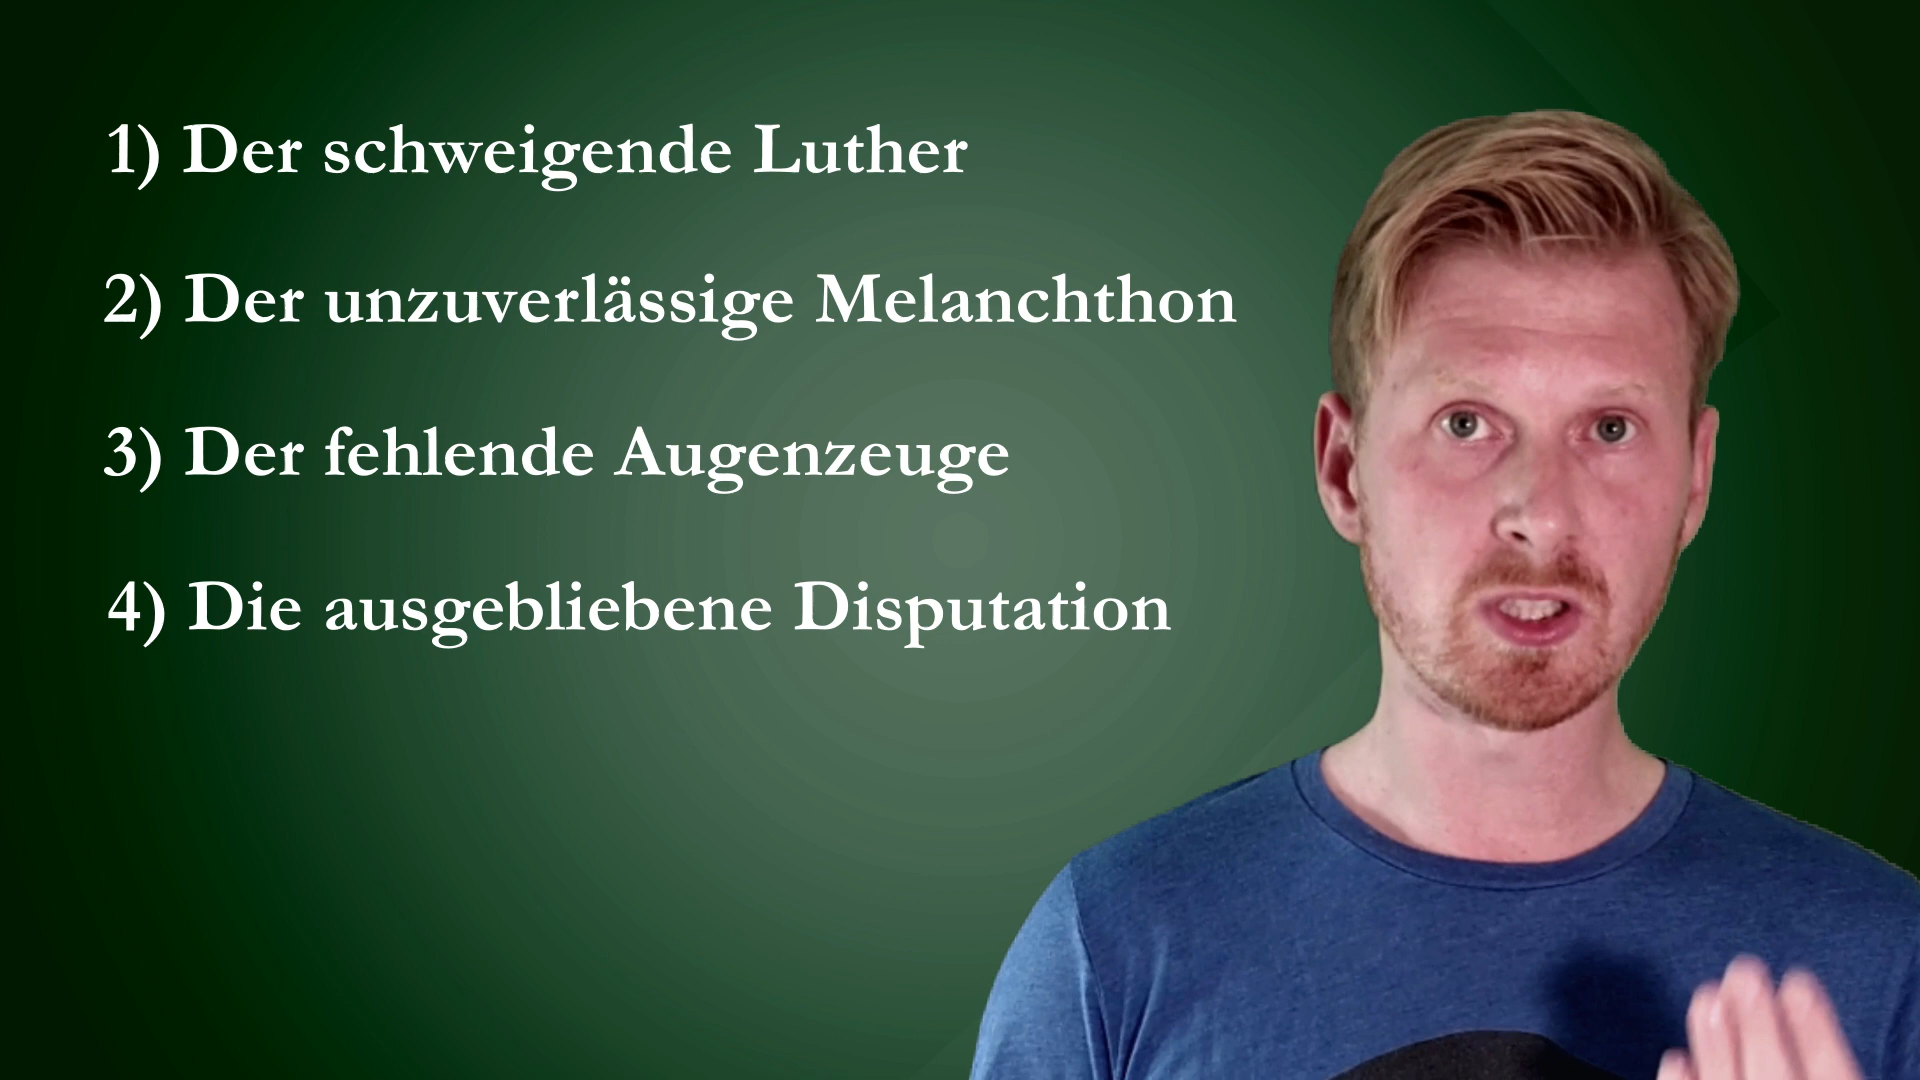 1) Der schweigende Luther
2) Der unzuverlässige Melanchthon
3) Der fehlende Augenzeuge
4) Die ausgebliebene Disputation